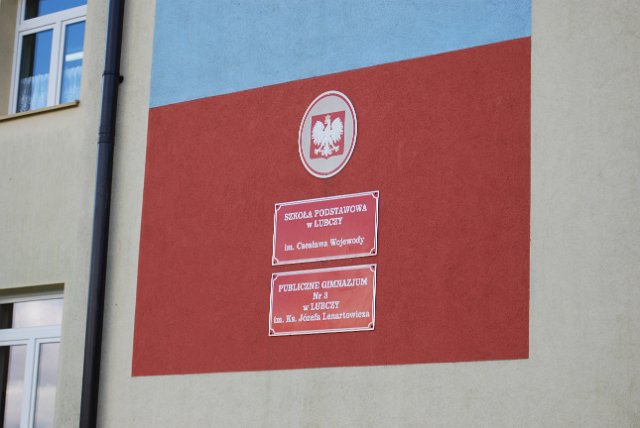 SZKOŁA PODSTAWOWA
w LUBCZY
im. Czesława Wojewody
PUBLICZNE GIMNAZJUM
Nr 3
w LUBCZY
im. Ks. Józefa Lenartowicza